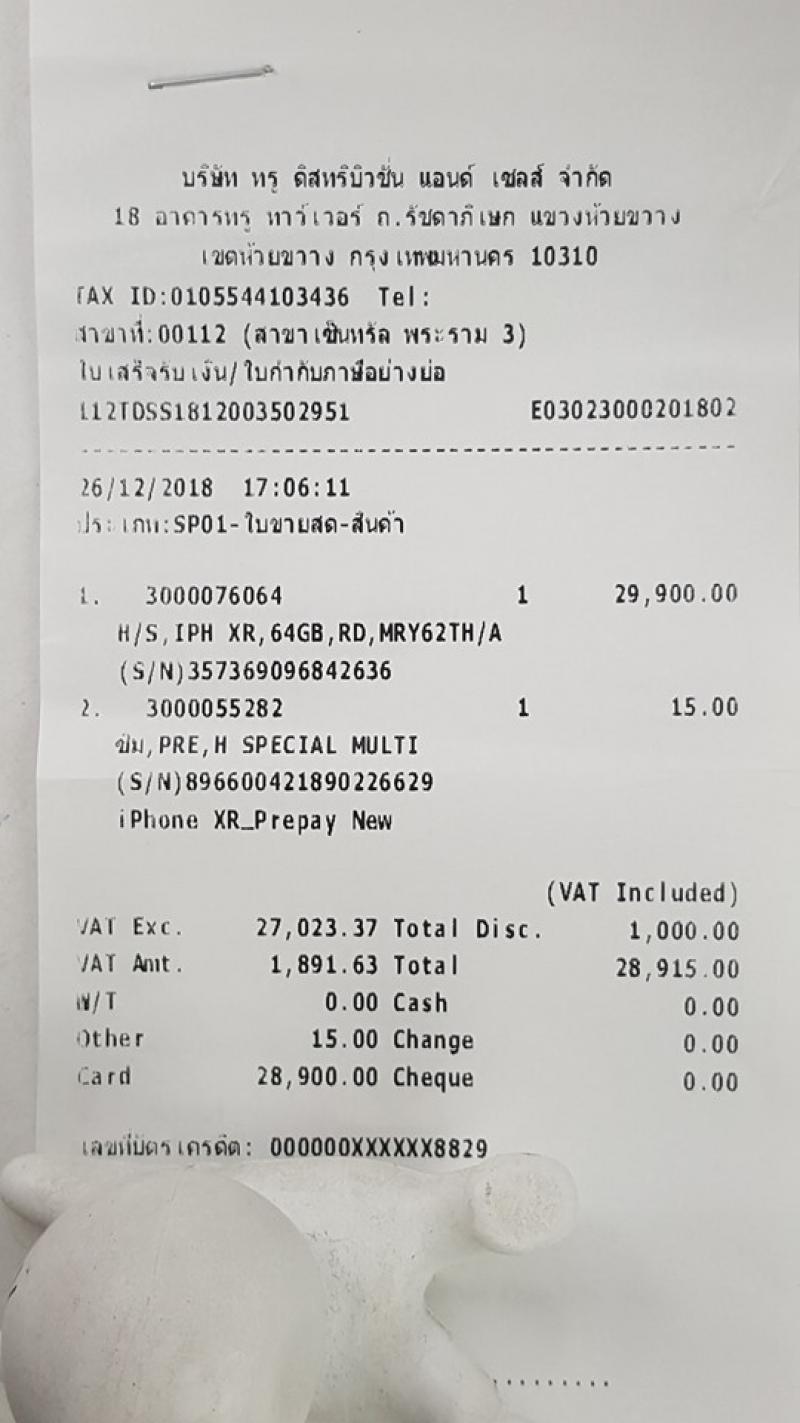 บริษัท ทรู ดิสทริบิวชั่น แอนด์ เซลส์ จำกัด
18 อาคารทรู ทาว์เวอร์ ถ.รัชดาภิเษก แขวงห้วยขวาง
เขตห้วยขวาง กรุงเทพมหานคร 10310
TAX ID:0105544103436 Tel:
สาขาที่:00112 (สาขาเซ็นทรัล พระราม 3)
ใบเสร็จรับเงิน/ใบกำกับภาษีอย่างย่อ
112TDSS1812003502951 E03023000201802
26/12/2018 17:06:11
ประเภท:SP01-ใบขายสด-สินค้า
1. 3000076064 1 29,900.00
H/S,IPH XR,64GB,RD,MRY62TH/A
(S/N)357369096842636
2. 3000055282 1 15.00
ซิม,PRE,H SPECIAL MULTI
(S/N)896600421890226629
iPhone XR_Prepay New
(VAT Included)
VAT Exc. 27,023.37 Total Disc. 1,000.00
VAT Amt. 1,891.63 Total 28,915.00
W/T 0.00 Cash 0.00
Other 15.00 Change 0.00
Card 28,900.00 Cheque 0.00
เลขที่บัตรเครดิต: 000000XXXXXX8829